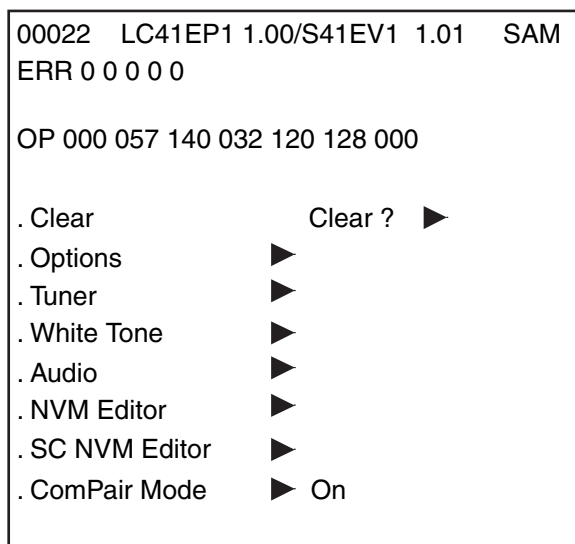 00022 LC41EP1 1.00/S41EV1 1.01 SAM
ERR 0 0 0 0 0
OP 000 057 140 032 120 128 000
. Clear Clear ? ▶
. Options ▶
. Tuner ▶
. White Tone ▶
. Audio ▶
. NVM Editor ▶
. SC NVM Editor ▶
. ComPair Mode ▶ On